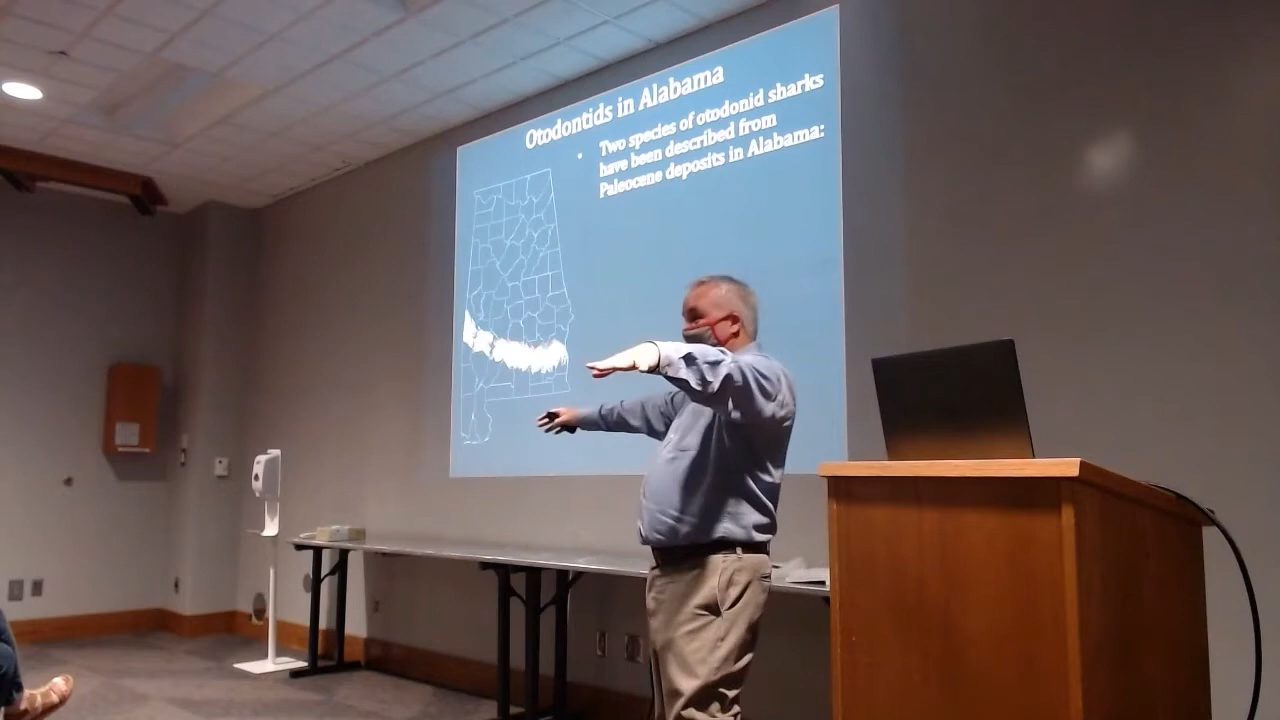 Otodontids in Alabama
• Two species of otodonid sharks
have been described from
Paleocene deposits in Alabama: